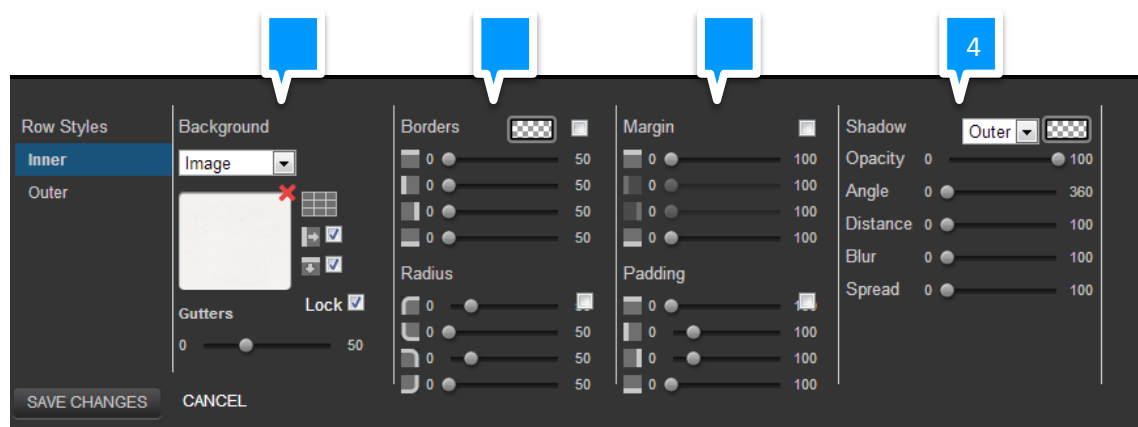 4
Row Styles
Inner
Outer
Background
Image
Gutters
Lock
0 50
Borders
0 50
0 50
0 50
0 50
Radius
0
0 50
0 50
0 50
Margin
0 100
0 100
0 100
0 100
Padding
0
0 100
0 100
0 100
Shadow
Outer
Opacity 0 100
Angle 0 360
Distance 0 100
Blur 0 100
Spread 0 100
SAVE CHANGES
CANCEL